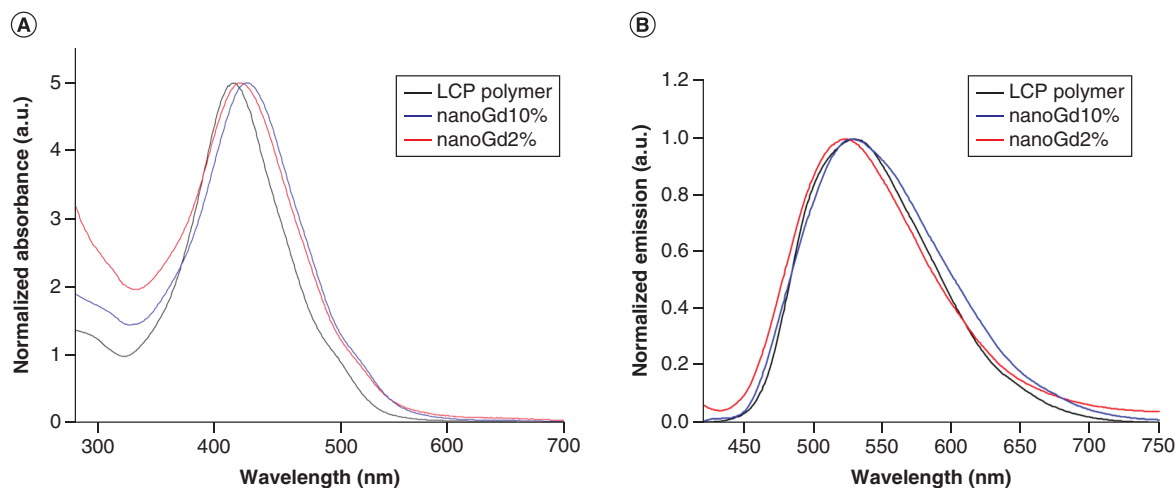 A
Normalized absorbance (a.u.)
5
4
3
2
1
0
300
400
500
600
700
Wavelength (nm)
LCP polymer
nanoGd10%
nanoGd2%
B
Normalized emission (a.u.)
1.2
1.0
0.8
0.6
0.4
0.2
0.0
450
500
550
600
650
700
750
Wavelength (nm)
LCP polymer
nanoGd10%
nanoGd2%